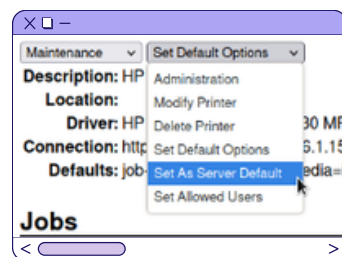 Maintenance Set Default Options
Description: HP
Administration
Location:
Modify Printer
Driver: HP
Delete Printer
30 MF
Connection: http
Set Default Options
6.1.15
Defaults: job-
Set As Server Default
edia=
Set Allowed Users
Jobs